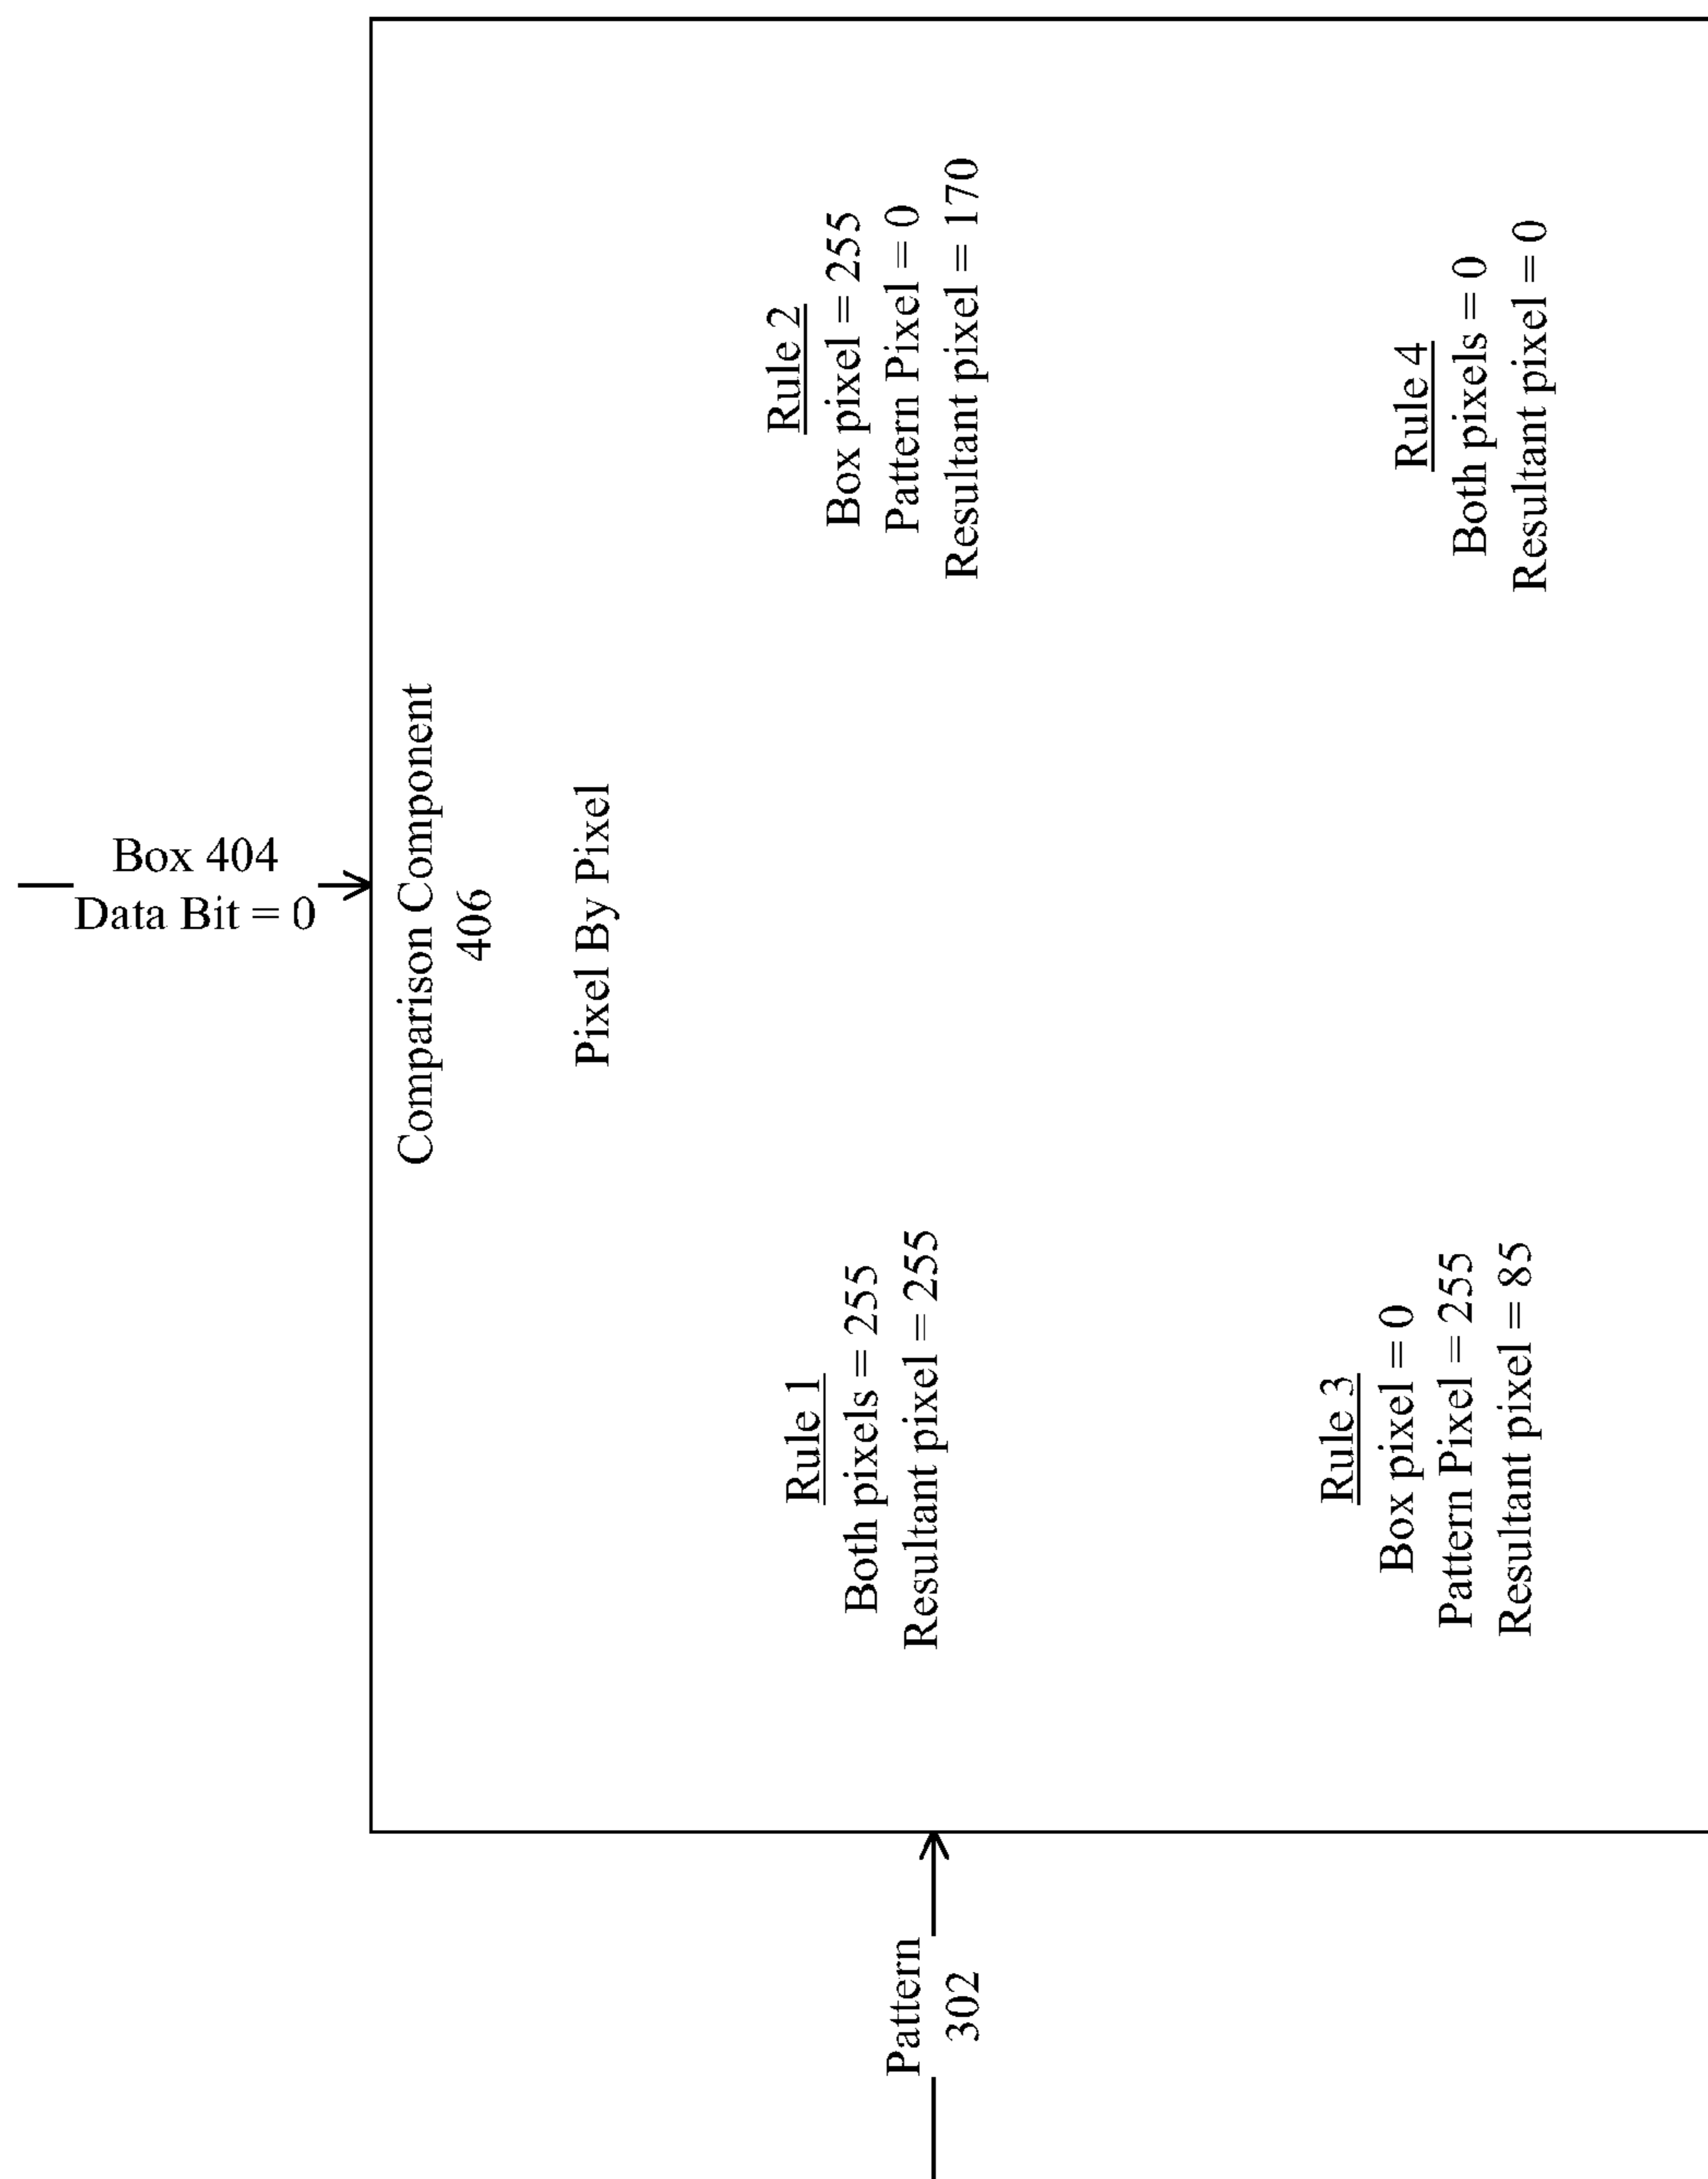 Box 404
Data Bit = 0
Comparison Component
406
Pixel By Pixel
Rule 1
Both pixels = 255
Resultant pixel = 255
Rule 2
Box pixel = 255
Pattern Pixel = 0
Resultant pixel = 170
Rule 3
Box pixel = 0
Pattern Pixel = 255
Resultant pixel = 85
Rule 4
Both pixels = 0
Resultant pixel = 0
Pattern
302